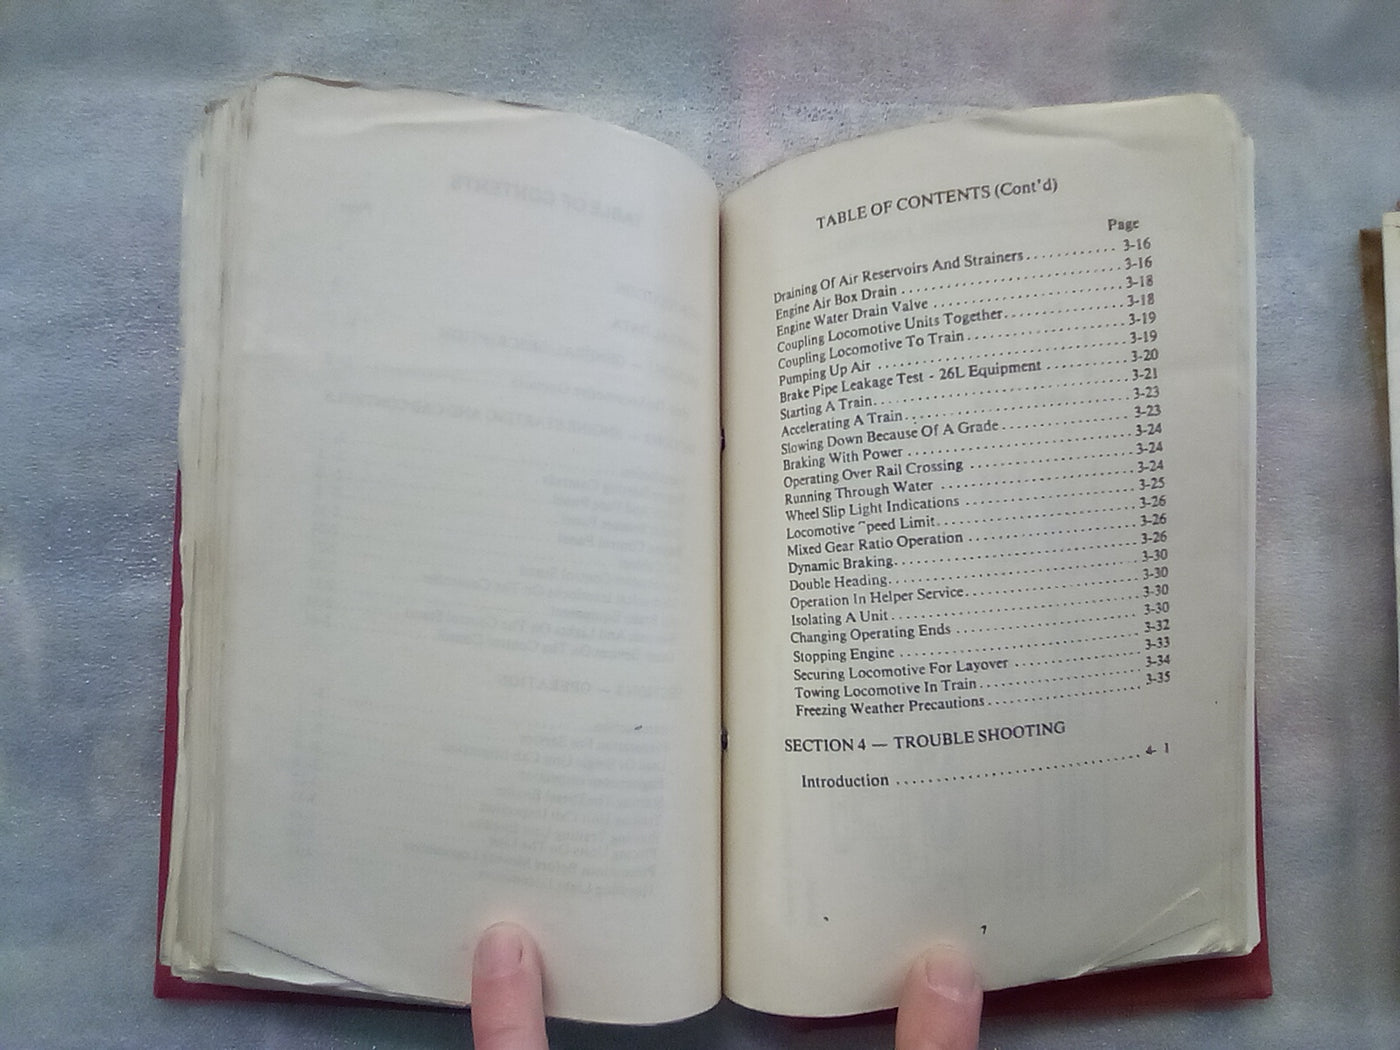 TABLE OF CONTENTS (Cont'd)
Page
Draining Of Air Reservoirs And Strainers ............ 3-16
Engine Air Box Drain ............ 3-16
Engine Water Drain Valve ............ 3-18
Coupling Locomotive Units Together ............ 3-18
Coupling Locomotive To Train ............ 3-19
Pumping Up Air ............ 3-19
Brake Pipe Leakage Test - 26L Equipment ............ 3-20
Starting A Train ............ 3-21
Accelerating A Train ............ 3-23
Slowing Down Because Of A Grade ............ 3-23
Braking With Power ............ 3-24
Operating Over Rail Crossing ............ 3-24
Running Through Water ............ 3-24
Wheel Slip Light Indications ............ 3-25
Locomotive Speed Limit ............ 3-26
Mixed Gear Ratio Operation ............ 3-26
Dynamic Braking ............ 3-26
Double Heading ............ 3-30
Operation In Helper Service ............ 3-30
Isolating A Unit ............ 3-30
Changing Operating Ends ............ 3-30
Stopping Engine ............ 3-32
Securing Locomotive For Layover ............ 3-33
Towing Locomotive In Train ............ 3-34
Freezing Weather Precautions ............ 3-35
SECTION 4 — TROUBLE SHOOTING
Introduction ............ 4- 1
7